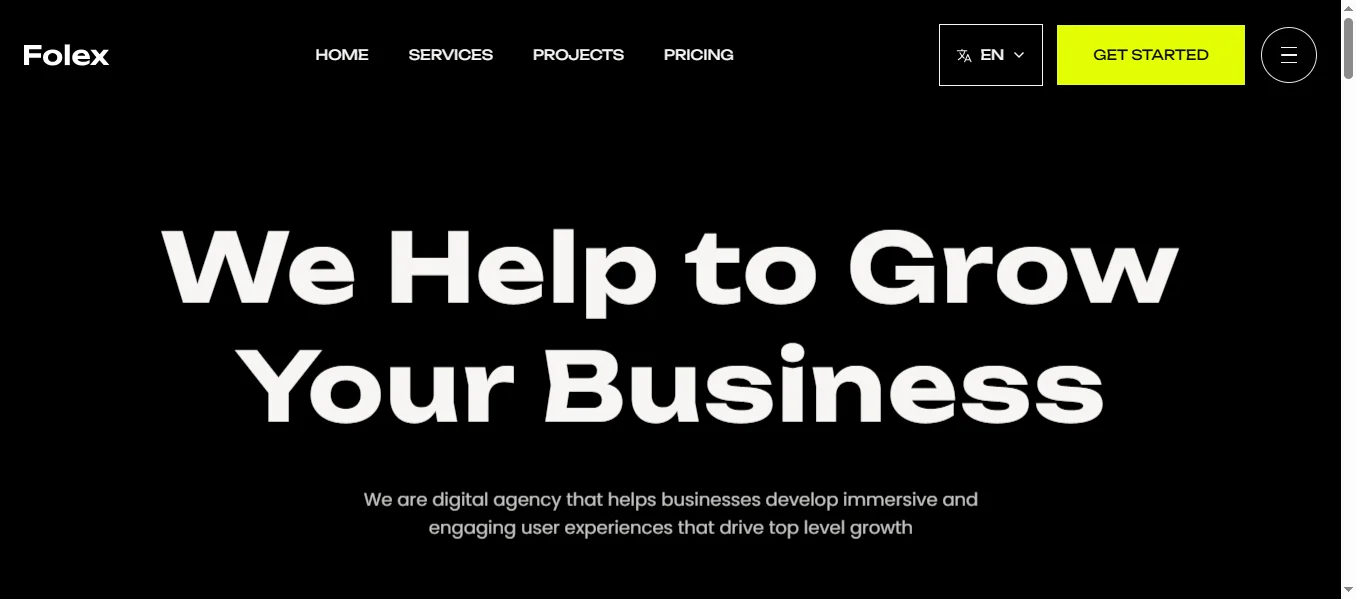 Folex
HOME
SERVICES
PROJECTS
PRICING
EN
GET STARTED
We Help to Grow
Your Business
We are digital agency that helps businesses develop immersive and
engaging user experiences that drive top level growth